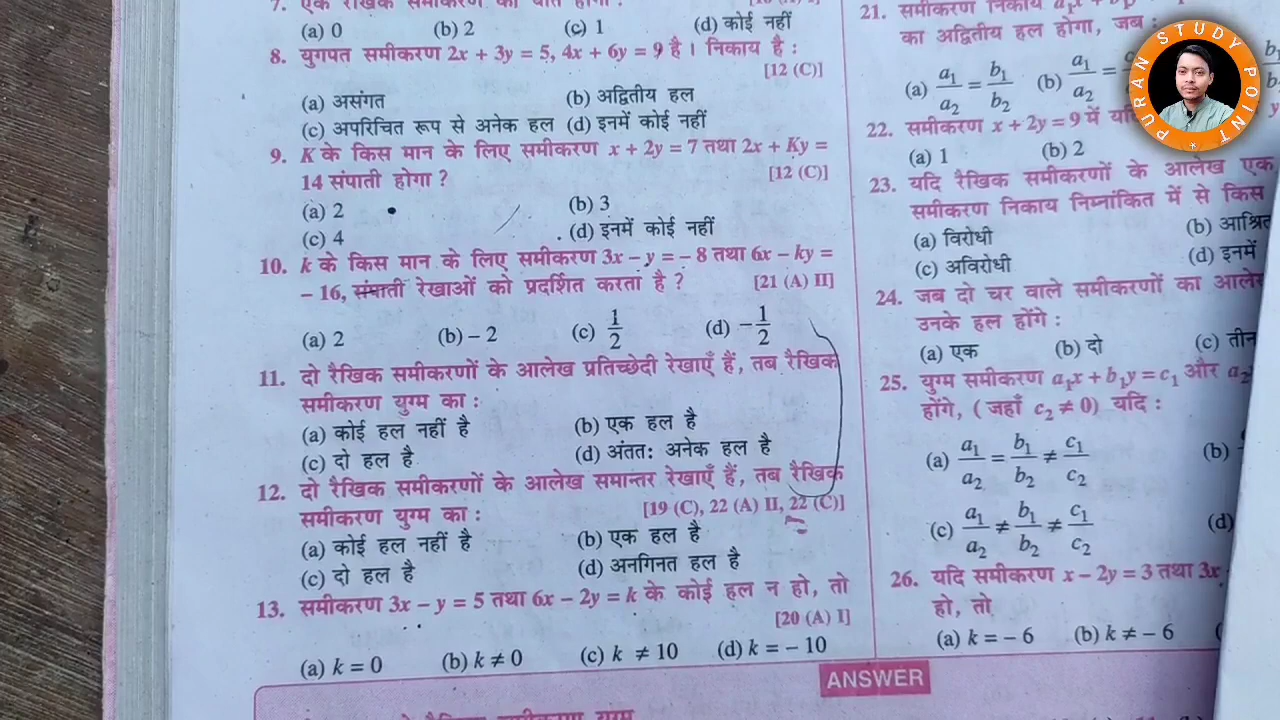 7. एक
(a) 0 (b) 2 (c) 1 (d) कोई नहीं
8. युगपत समीकरण 2x + 3y = 5, 4x + 6y = 9 है। निकाय है :
[12 (C)]
(a) असंगत (b) अद्वितीय हल
(c) अपरिचित रूप से अनेक हल (d) इनमें कोई नहीं
9. K के किस मान के लिए समीकरण x + 2y = 7 तथा 2x + Ky =
14 संपाती होगा ? [12 (C)]
(a) 2 (b) 3
(c) 4 (d) इनमें कोई नहीं
10. k के किस मान के लिए समीकरण 3x – y = – 8 तथा 6x – ky =
– 16, संपाती रेखाओं को प्रदर्शित करता है ? [21 (A) II]
(a) 2 (b) – 2 (c) 1/2 (d) –1/2
11. दो रैखिक समीकरणों के आलेख प्रतिच्छेदी रेखाएँ हैं, तब रैखिक
समीकरण युग्म का :
(a) कोई हल नहीं है (b) एक हल है
(c) दो हल है (d) अंततः अनेक हल है
12. दो रैखिक समीकरणों के आलेख समान्तर रेखाएँ हैं, तब रैखिक
समीकरण युग्म का : [19 (C), 22 (A) II, 22 (C)]
(a) कोई हल नहीं है (b) एक हल है
(c) दो हल है (d) अनगिनत हल है
13. समीकरण 3x – y = 5 तथा 6x – 2y = k के कोई हल न हो, तो
[20 (A) I]
(a) k = 0 (b) k ≠ 0 (c) k ≠ 10 (d) k = – 10
21. समीकरण निकाय
का अद्वितीय हल होगा, जब :
(a) a₁/a₂ = b₁/b₂ (b) a₁/a₂ =
22. समीकरण x + 2y = 9 में
(a) 1 (b) 2
23. यदि रैखिक समीकरणों के आलेख एक
समीकरण निकाय निम्नांकित में से किस
(a) विरोधी (b)
(c) अविरोधी (d) इनमें
24. जब दो चर वाले समीकरणों का
उनके हल होंगे :
(a) एक (b) दो (c) तीन
25. युग्म समीकरण a₁x + b₁y = c₁ और
होंगे, ( जहाँ c₂ ≠ 0) यदि :
(a) a₁/a₂ = b₁/b₂ ≠ c₁/c₂ (b)
(c) a₁/a₂ ≠ b₁/b₂ ≠ c₁/c₂ (d)
26. यदि समीकरण x – 2y = 3 तथा 3x
हो, तो
(a) k = – 6 (b) k ≠ – 6
ANSWER
PURAN STUDY POINT